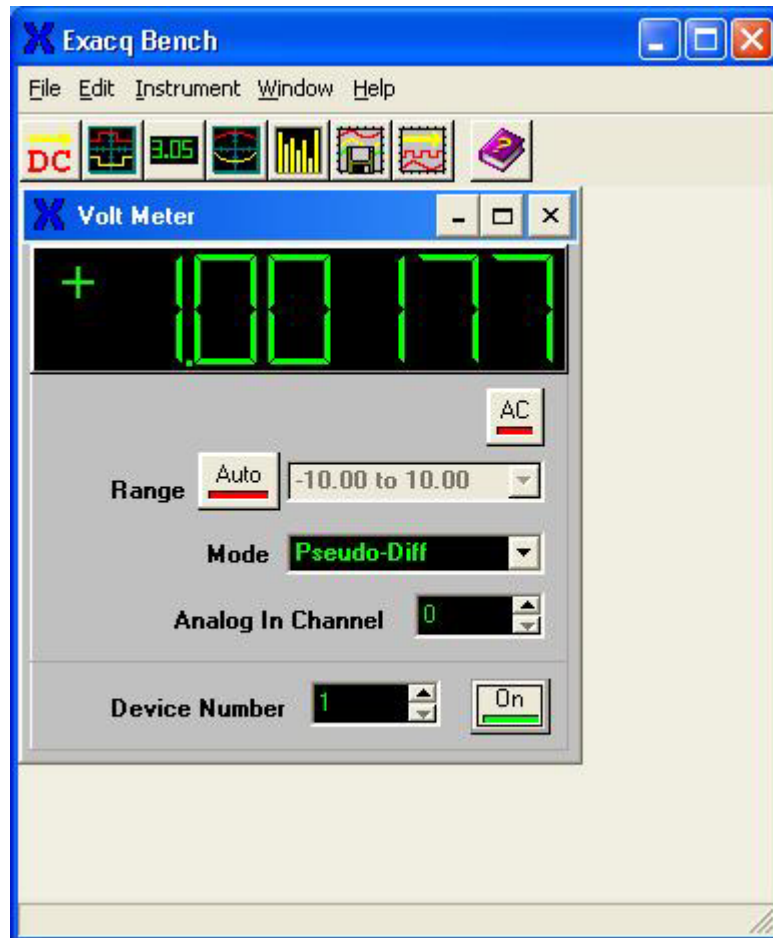 Exacq Bench
File Edit Instrument Window Help
DC 3.05 ?
Volt Meter
+ 1.00177
AC
Range Auto -10.00 to 10.00
Mode Pseudo-Diff
Analog In Channel 0
Device Number 1 On